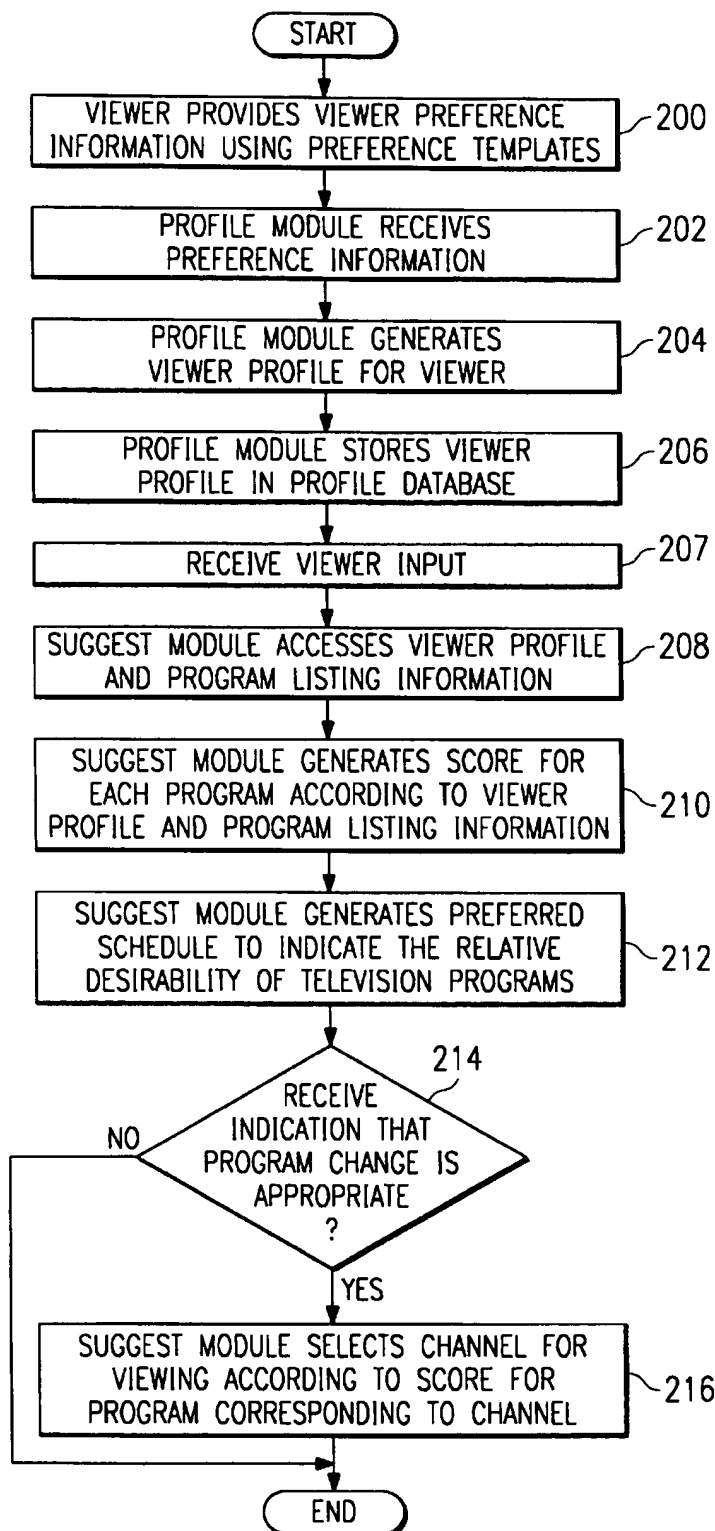 START
VIEWER PROVIDES VIEWER PREFERENCE
INFORMATION USING PREFERENCE TEMPLATES
200
PROFILE MODULE RECEIVES
PREFERENCE INFORMATION
202
PROFILE MODULE GENERATES
VIEWER PROFILE FOR VIEWER
204
PROFILE MODULE STORES VIEWER
PROFILE IN PROFILE DATABASE
206
RECEIVE VIEWER INPUT
207
SUGGEST MODULE ACCESSES VIEWER PROFILE
AND PROGRAM LISTING INFORMATION
208
SUGGEST MODULE GENERATES SCORE FOR
EACH PROGRAM ACCORDING TO VIEWER
PROFILE AND PROGRAM LISTING INFORMATION
210
SUGGEST MODULE GENERATES PREFERRED
SCHEDULE TO INDICATE THE RELATIVE
DESIRABILITY OF TELEVISION PROGRAMS
212
214
RECEIVE
INDICATION THAT
PROGRAM CHANGE IS
APPROPRIATE
?
NO
YES
SUGGEST MODULE SELECTS CHANNEL FOR
VIEWING ACCORDING TO SCORE FOR
PROGRAM CORRESPONDING TO CHANNEL
216
END